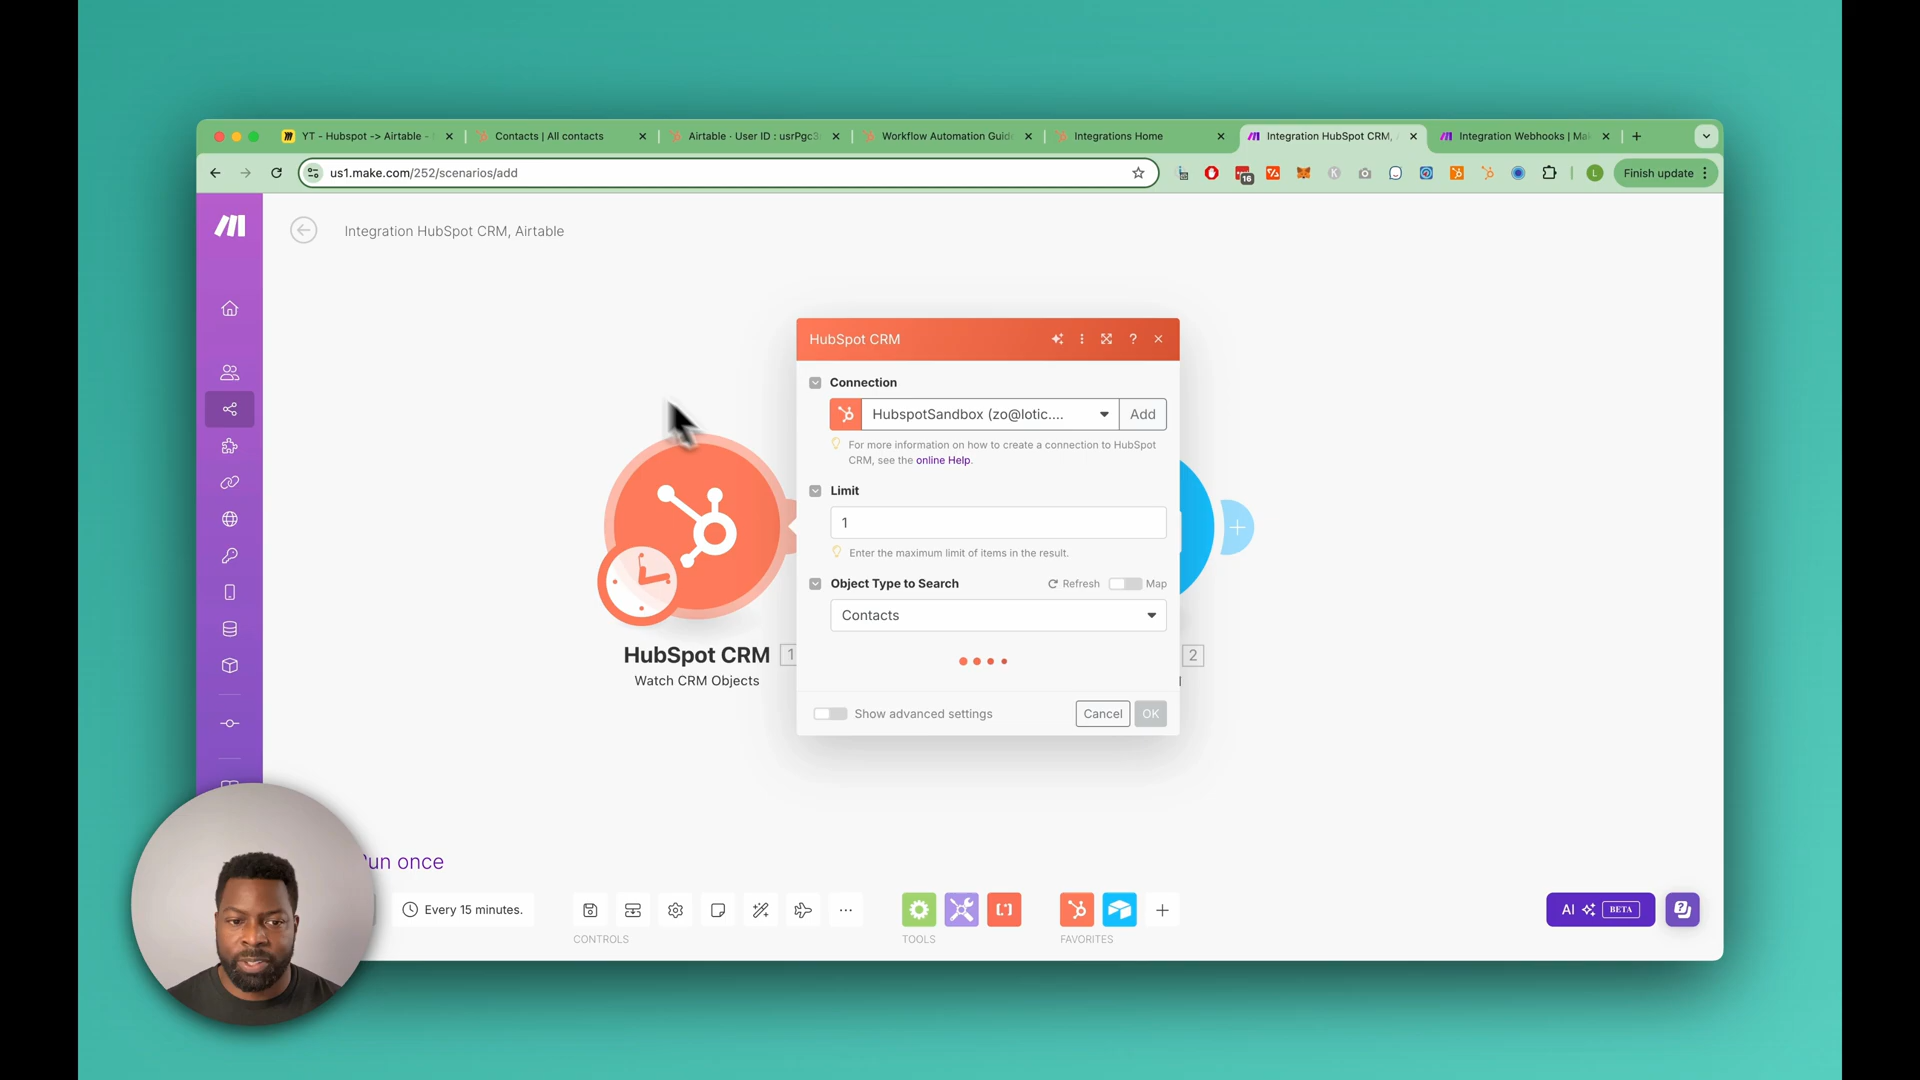 YT - Hubspot -> Airtable -
Contacts | All contacts
Airtable · User ID : usrPgc3
Workflow Automation Guid
Integrations Home
Integration HubSpot CRM, A
Integration Webhooks | Ma
us1.make.com/252/scenarios/add
16
K
L
Finish update
Integration HubSpot CRM, Airtable
HubSpot CRM
Connection
HubspotSandbox (zo@lotic....
Add
For more information on how to create a connection to HubSpot
CRM, see the online Help.
Limit
1
Enter the maximum limit of items in the result.
Object Type to Search
Refresh
Map
Contacts
Show advanced settings
Cancel
OK
HubSpot CRM
1
Watch CRM Objects
2
un once
Every 15 minutes.
CONTROLS
TOOLS
FAVORITES
AI
BETA